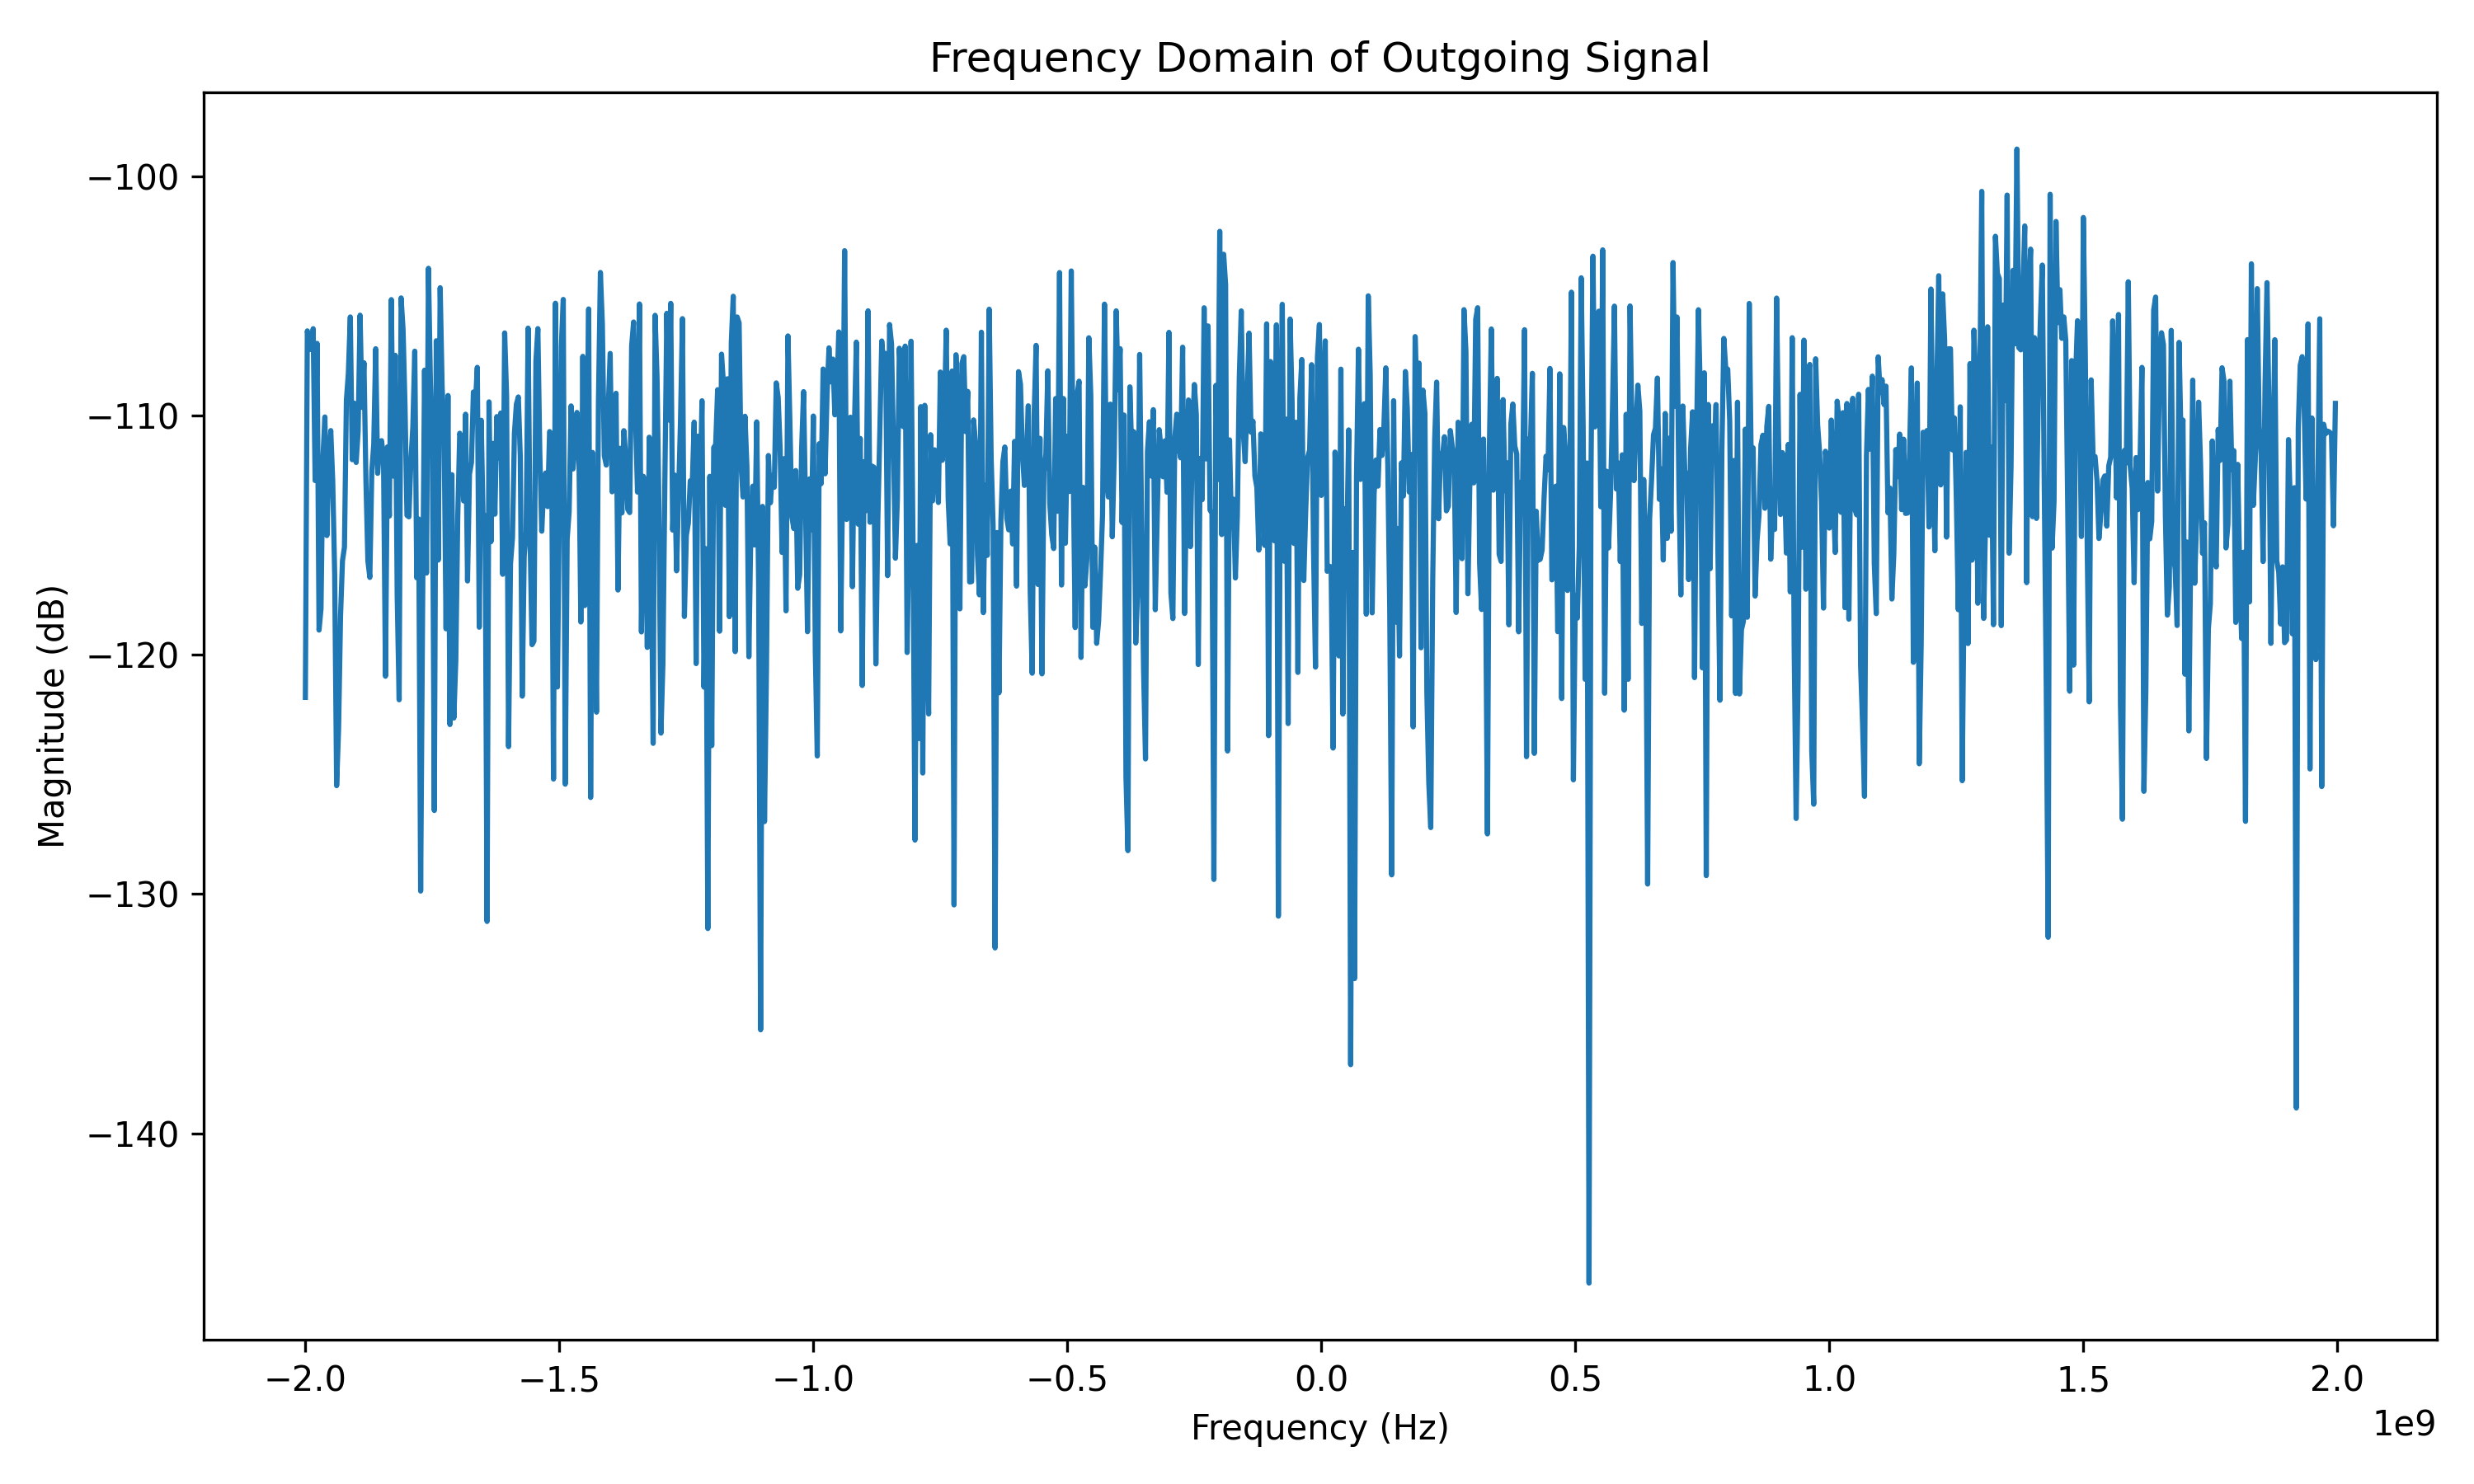 Frequency Domain of Outgoing Signal
Magnitude (dB)
−100
−110
−120
−130
−140
−2.0 −1.5 −1.0 −0.5 0.0 0.5 1.0 1.5 2.0
1e9
Frequency (Hz)